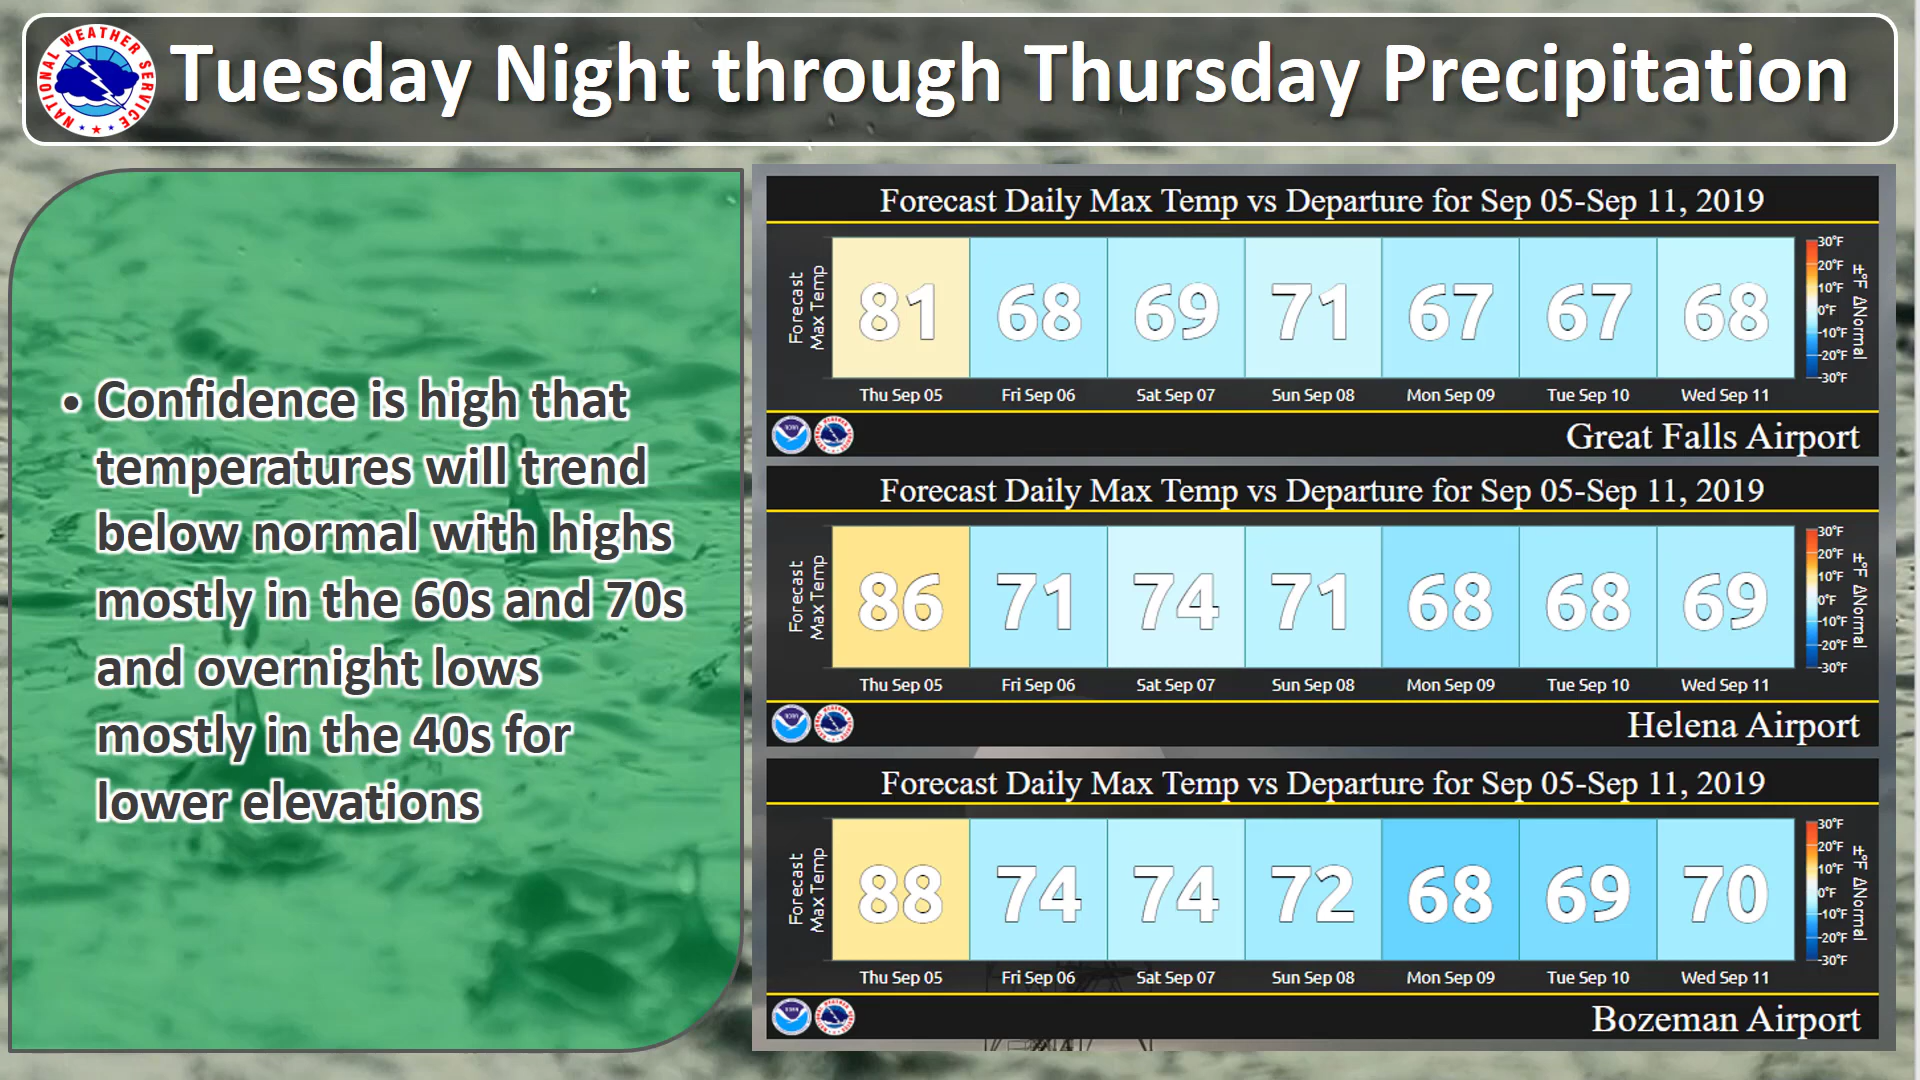 NATIONAL WEATHER SERVICE
Tuesday Night through Thursday Precipitation
• Confidence is high that
temperatures will trend
below normal with highs
mostly in the 60s and 70s
and overnight lows
mostly in the 40s for
lower elevations
Forecast Daily Max Temp vs Departure for Sep 05-Sep 11, 2019
Forecast
Max Temp
81 68 69 71 67 67 68
Thu Sep 05 Fri Sep 06 Sat Sep 07 Sun Sep 08 Mon Sep 09 Tue Sep 10 Wed Sep 11
30°F
20°F
10°F
0°F
-10°F
-20°F
-30°F
±°F ΔNormal
Great Falls Airport
Forecast Daily Max Temp vs Departure for Sep 05-Sep 11, 2019
Forecast
Max Temp
86 71 74 71 68 68 69
Thu Sep 05 Fri Sep 06 Sat Sep 07 Sun Sep 08 Mon Sep 09 Tue Sep 10 Wed Sep 11
30°F
20°F
10°F
0°F
-10°F
-20°F
-30°F
±°F ΔNormal
Helena Airport
Forecast Daily Max Temp vs Departure for Sep 05-Sep 11, 2019
Forecast
Max Temp
88 74 74 72 68 69 70
Thu Sep 05 Fri Sep 06 Sat Sep 07 Sun Sep 08 Mon Sep 09 Tue Sep 10 Wed Sep 11
30°F
20°F
10°F
0°F
-10°F
-20°F
-30°F
±°F ΔNormal
Bozeman Airport